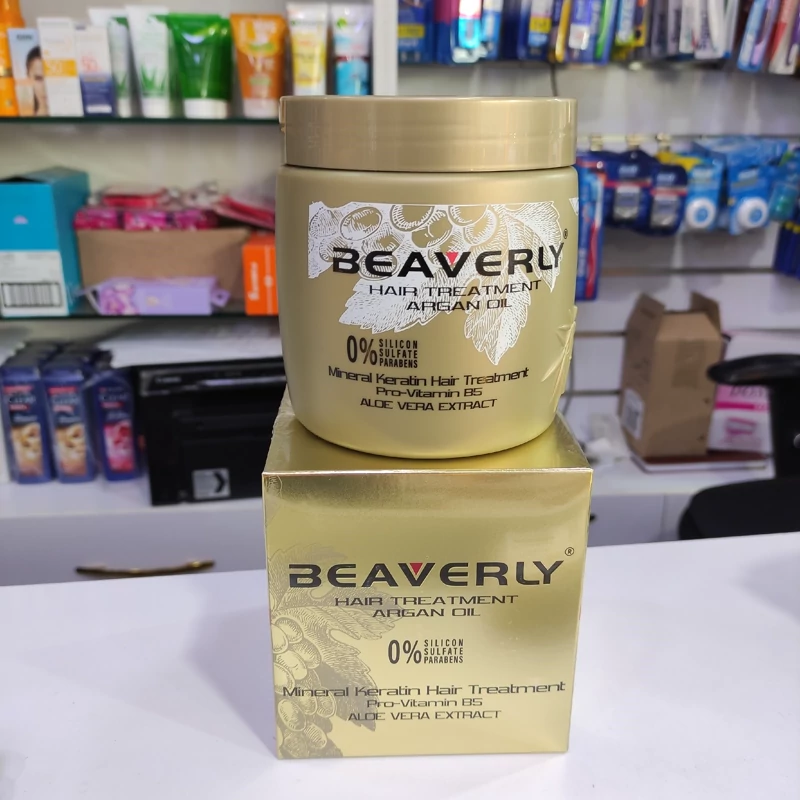 BEAVERLY®
HAIR TREATMENT
ARGAN OIL
0% SILICON
SULFATE
PARABENS
Mineral Keratin Hair Treatment
Pro-Vitamin B5
ALOE VERA EXTRACT
BEAVERLY®
HAIR TREATMENT
ARGAN OIL
0% SILICON
SULFATE
PARABENS
Mineral Keratin Hair Treatment
Pro-Vitamin B5
ALOE VERA EXTRACT